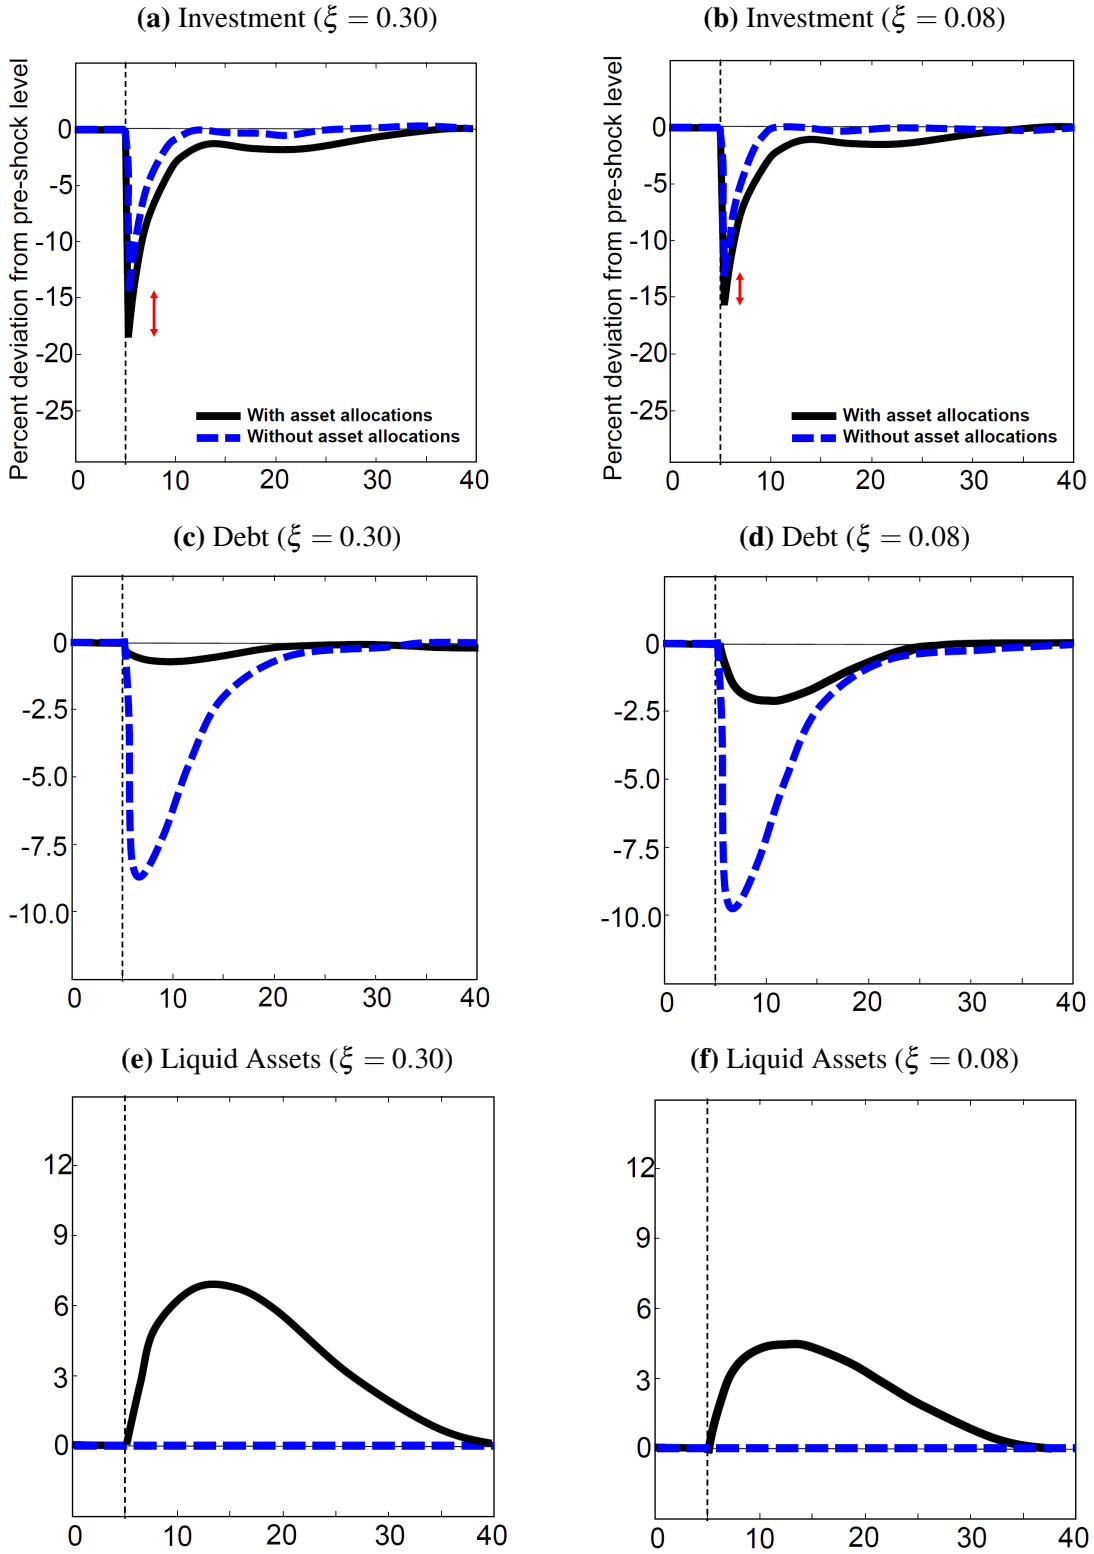 (a) Investment (ξ = 0.30)
Percent deviation from pre-shock level
0
-5
-10
-15
-20
-25
With asset allocations
Without asset allocations
0 10 20 30 40
(b) Investment (ξ = 0.08)
Percent deviation from pre-shock level
0
-5
-10
-15
-20
-25
With asset allocations
Without asset allocations
0 10 20 30 40
(c) Debt (ξ = 0.30)
0
-2.5
-5.0
-7.5
-10.0
0 10 20 30 40
(d) Debt (ξ = 0.08)
0
-2.5
-5.0
-7.5
-10.0
0 10 20 30 40
(e) Liquid Assets (ξ = 0.30)
12
9
6
3
0
0 10 20 30 40
(f) Liquid Assets (ξ = 0.08)
12
9
6
3
0
0 10 20 30 40